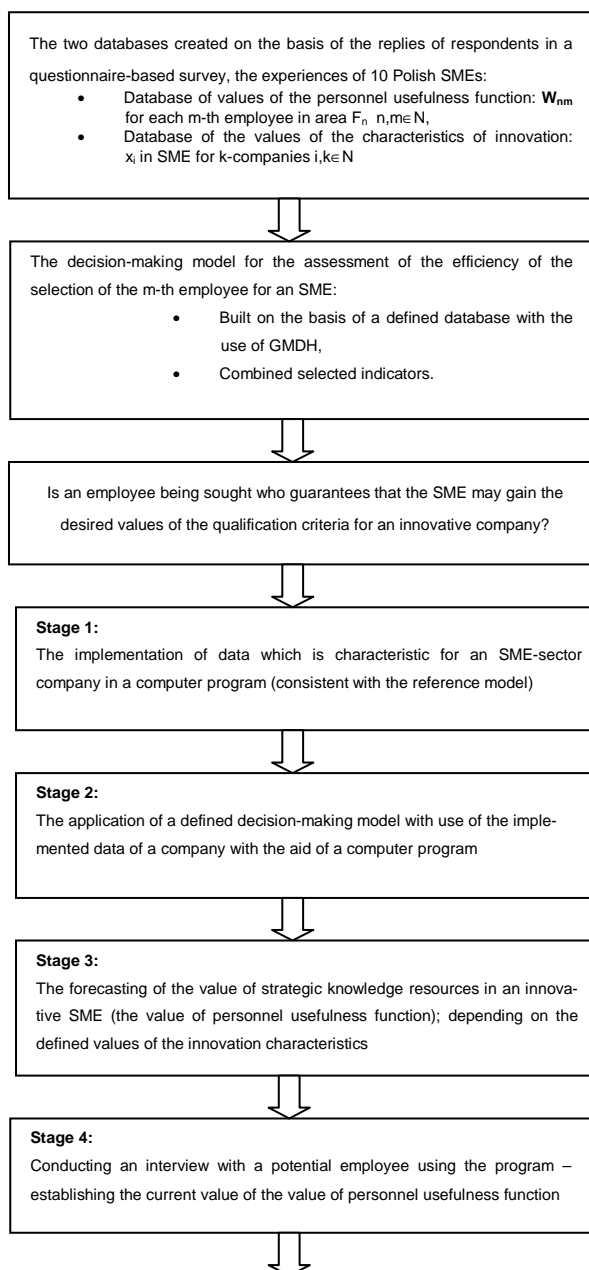 The two databases created on the basis of the replies of respondents in a
questionnaire-based survey, the experiences of 10 Polish SMEs:
• Database of values of the personnel usefulness function: Wnm
for each m-th employee in area Fn n,m∈N,
• Database of the values of the characteristics of innovation:
xi in SME for k-companies i,k∈N
The decision-making model for the assessment of the efficiency of the
selection of the m-th employee for an SME:
• Built on the basis of a defined database with the
use of GMDH,
• Combined selected indicators.
Is an employee being sought who guarantees that the SME may gain the
desired values of the qualification criteria for an innovative company?
Stage 1:
The implementation of data which is characteristic for an SME-sector
company in a computer program (consistent with the reference model)
Stage 2:
The application of a defined decision-making model with use of the imple-
mented data of a company with the aid of a computer program
Stage 3:
The forecasting of the value of strategic knowledge resources in an innova-
tive SME (the value of personnel usefulness function); depending on the
defined values of the innovation characteristics
Stage 4:
Conducting an interview with a potential employee using the program –
establishing the current value of the value of personnel usefulness function